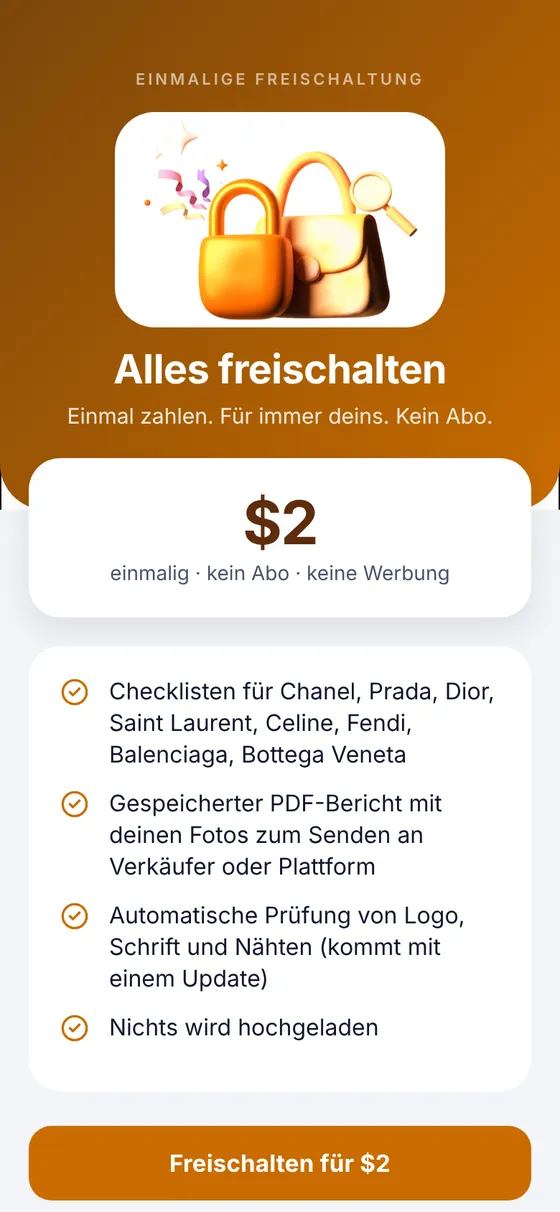 EINMALIGE FREISCHALTUNG
Alles freischalten
Einmal zahlen. Für immer deins. Kein Abo.
$2
einmalig · kein Abo · keine Werbung
Checklisten für Chanel, Prada, Dior,
Saint Laurent, Celine, Fendi,
Balenciaga, Bottega Veneta
Gespeicherter PDF-Bericht mit
deinen Fotos zum Senden an
Verkäufer oder Plattform
Automatische Prüfung von Logo,
Schrift und Nähten (kommt mit
einem Update)
Nichts wird hochgeladen
Freischalten für $2